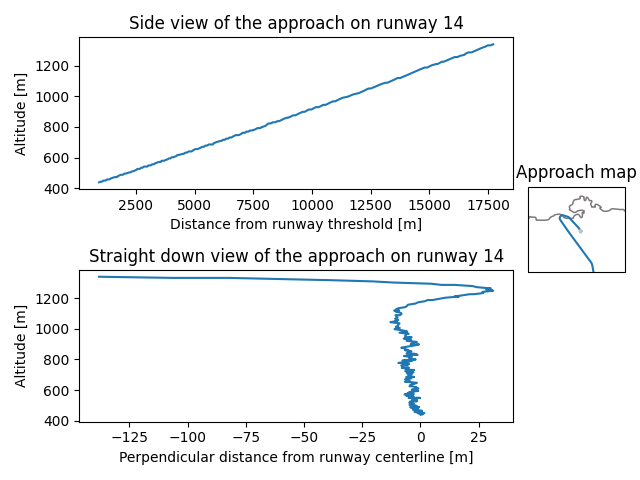 Side view of the approach on runway 14
1200
1000
800
600
400
Altitude [m]
2500 5000 7500 10000 12500 15000 17500
Distance from runway threshold [m]
Approach map
Straight down view of the approach on runway 14
1200
1000
800
600
400
Altitude [m]
−125 −100 −75 −50 −25 0 25
Perpendicular distance from runway centerline [m]